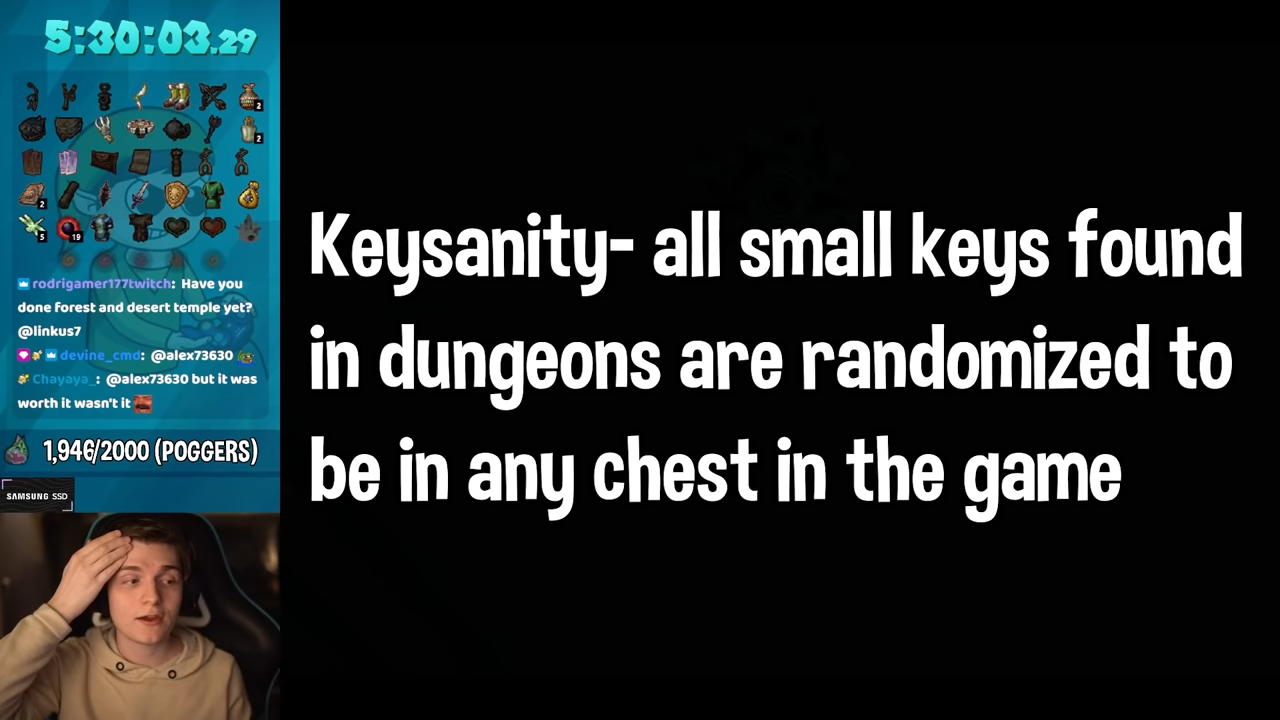 5:30:03.29
2
2
2
5
19
rodrigamer177twitch: Have you
done forest and desert temple yet?
@linkus7
devine_cmd: @alex73630
Chayaya_: @alex73630 but it was
worth it wasn't it
1,946/2000 (POGGERS)
SAMSUNG SSD
Keysanity- all small keys found
in dungeons are randomized to
be in any chest in the game